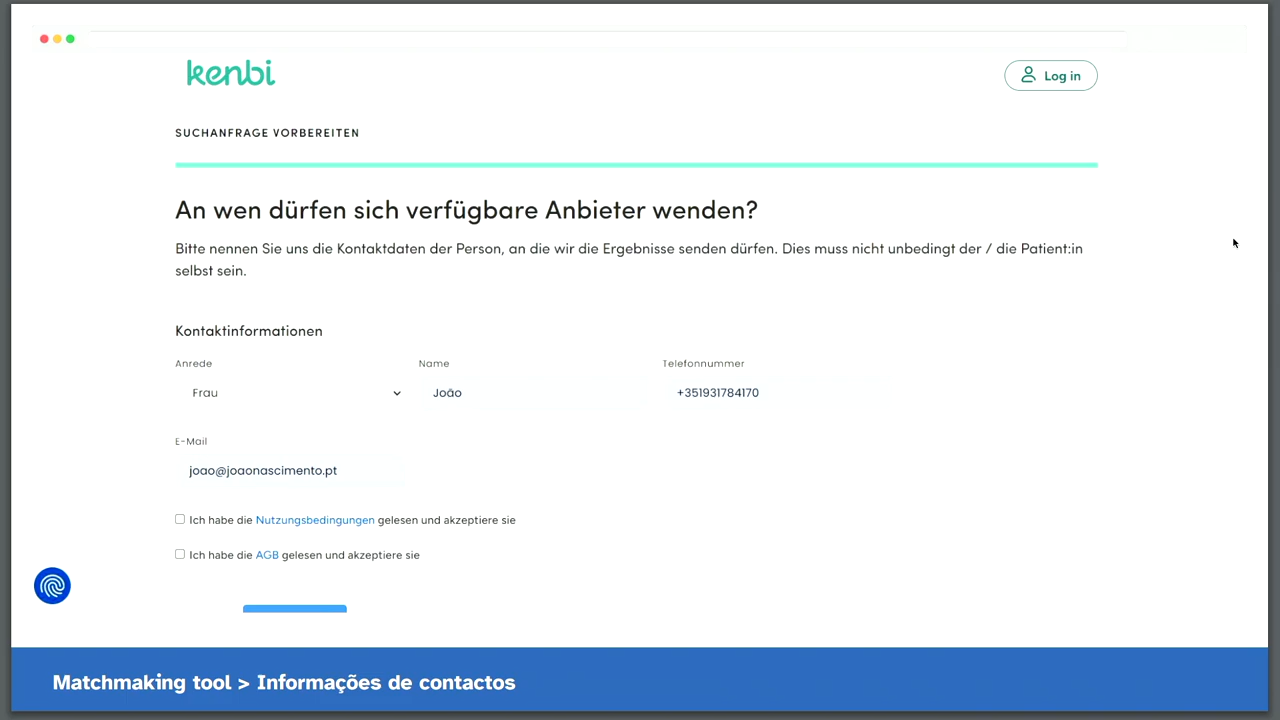 kenbi
Log in
SUCHANFRAGE VORBEREITEN
An wen dürfen sich verfügbare Anbieter wenden?
Bitte nennen Sie uns die Kontaktdaten der Person, an die wir die Ergebnisse senden dürfen. Dies muss nicht unbedingt der / die Patient:in
selbst sein.
Kontaktinformationen
Anrede Name Telefonnummer
Frau João +351931784170
E-Mail
joao@joaonascimento.pt
Ich habe die Nutzungsbedingungen gelesen und akzeptiere sie
Ich habe die AGB gelesen und akzeptiere sie
Matchmaking tool > Informações de contactos